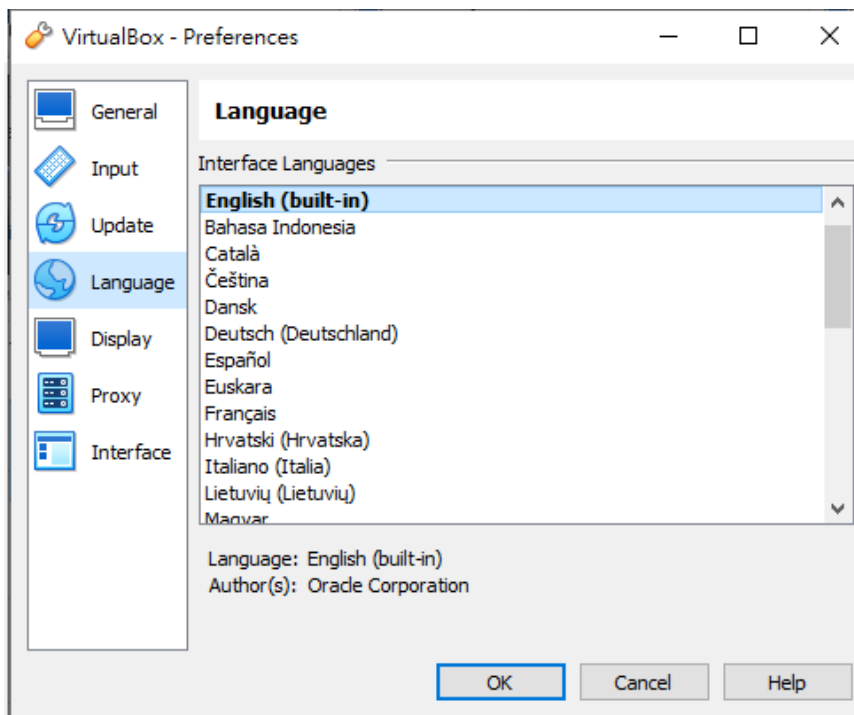 VirtualBox - Preferences
General
Input
Update
Language
Display
Proxy
Interface
Language
Interface Languages
English (built-in)
Bahasa Indonesia
Català
Čeština
Dansk
Deutsch (Deutschland)
Español
Euskara
Français
Hrvatski (Hrvatska)
Italiano (Italia)
Lietuvių (Lietuvių)
Magyar
Language: English (built-in)
Author(s): Oracle Corporation
OK
Cancel
Help